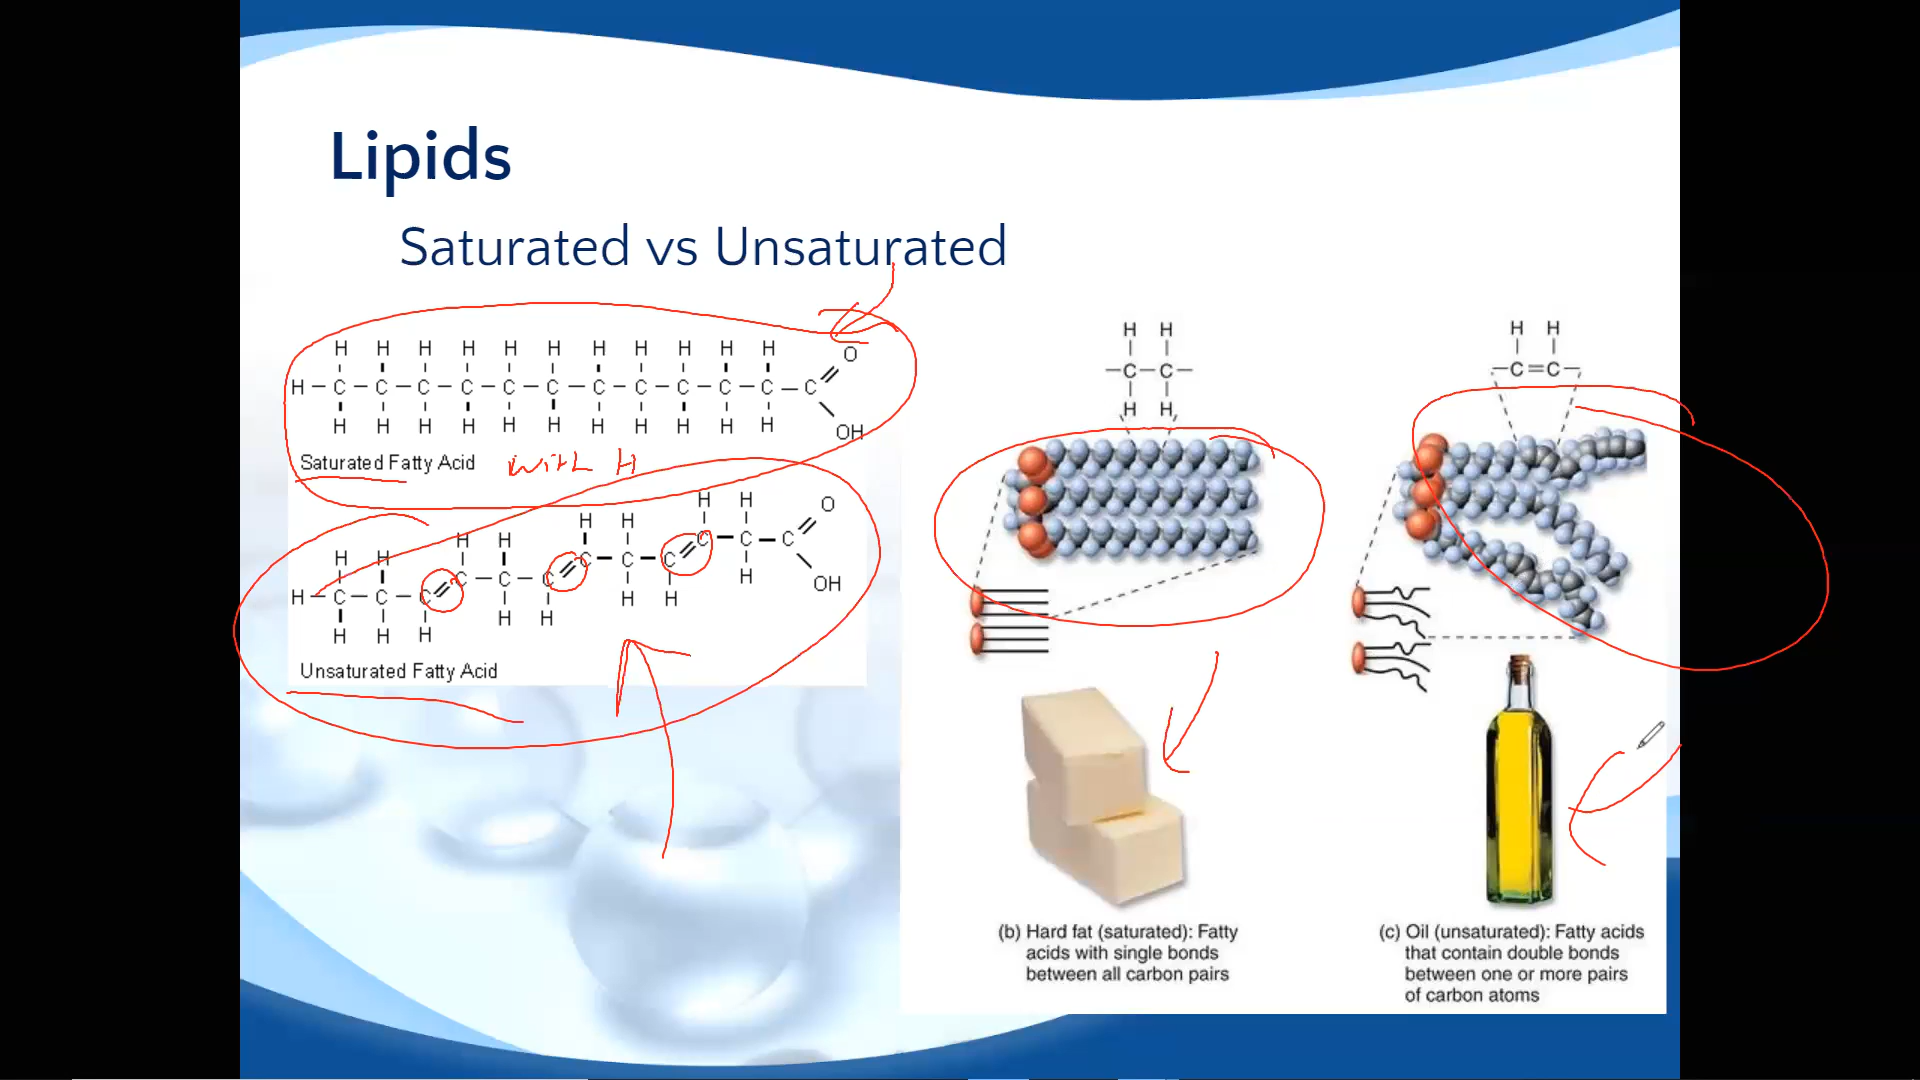 Lipids
Saturated vs Unsaturated
H H H H H H H H H H H O
H C C C C C C C C C C C C
H H H H H H H H H H H OH
Saturated Fatty Acid with H
H H O
H H
H H C C C
H H H H C C C H OH
H C C C C C C H H
H H H H H
Unsaturated Fatty Acid
H H
C C
H H
H H
C=C
(b) Hard fat (saturated): Fatty
acids with single bonds
between all carbon pairs
(c) Oil (unsaturated): Fatty acids
that contain double bonds
between one or more pairs
of carbon atoms